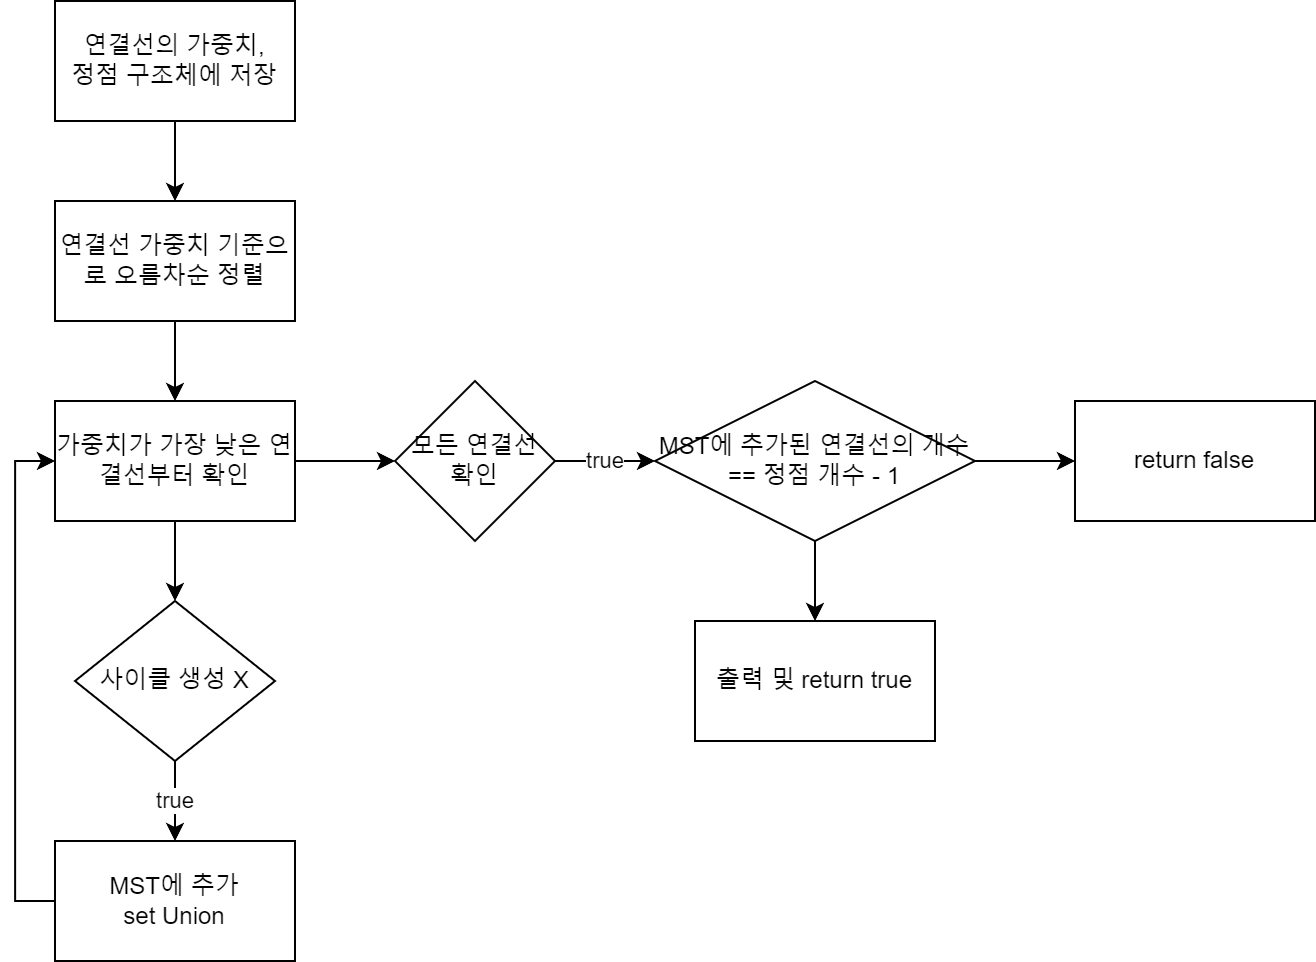 연결선의 가중치,
정점 구조체에 저장
연결선 가중치 기준으
로 오름차순 정렬
가중치가 가장 낮은 연
결선부터 확인
모든 연결선
확인
true
MST에 추가된 연결선의 개수
== 정점 개수 - 1
return false
사이클 생성 X
출력 및 return true
true
MST에 추가
set Union